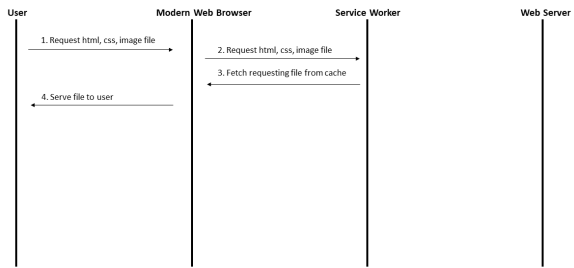 User Modern Web Browser Service Worker Web Server
1. Request html, css, image file
2. Request html, css, image file
3. Fetch requesting file from cache
4. Serve file to user